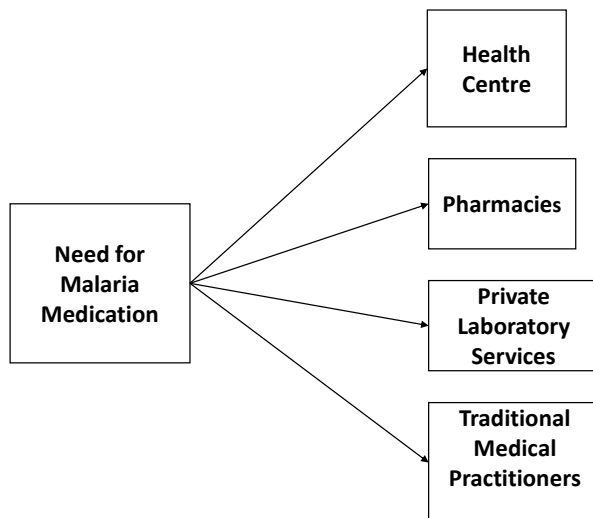 Health
Centre
Pharmacies
Need for
Malaria
Medication
Private
Laboratory
Services
Traditional
Medical
Practitioners